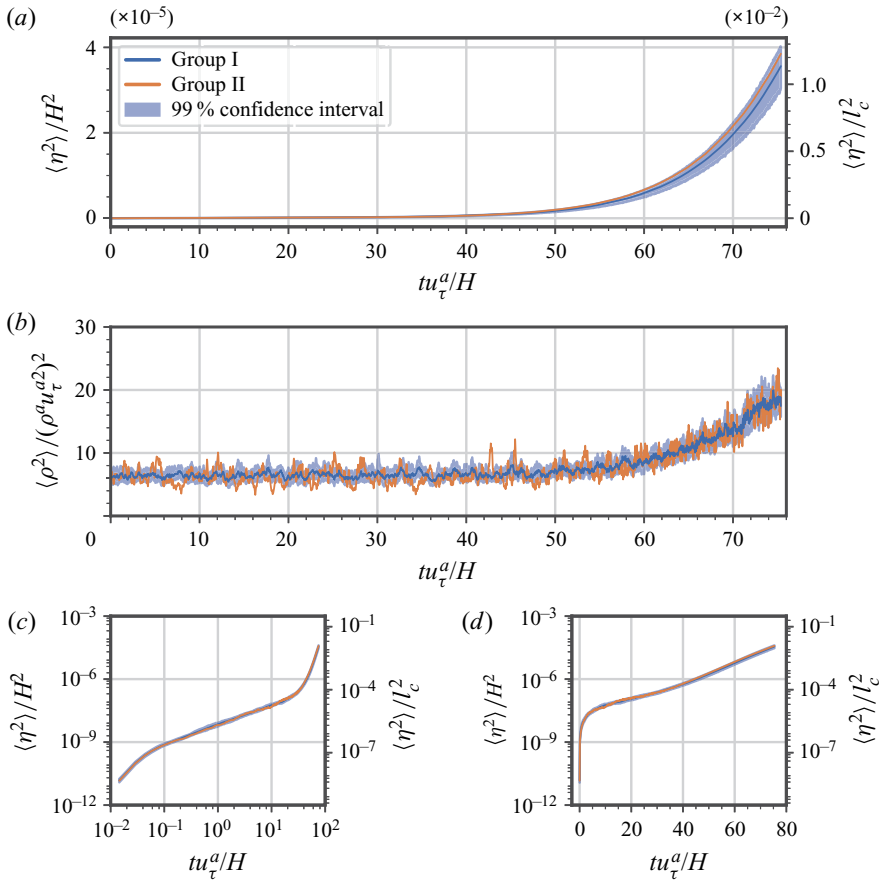 (a) (×10⁻⁵) (×10⁻²)
4
2
0
⟨η²⟩/H²
Group I
Group II
99 % confidence interval
1.0
0.5
0
⟨η²⟩/l_c²
0 10 20 30 40 50 60 70
tu_τ^a/H
(b)
30
20
10
0
⟨ρ²⟩/(ρ^a u_τ^{a2})²
10 20 30 40 50 60 70
tu_τ^a/H
(c)
10⁻³
10⁻⁶
10⁻⁹
10⁻¹²
⟨η²⟩/H²
10⁻¹
10⁻⁴
10⁻⁷
⟨η²⟩/l_c²
10⁻² 10⁻¹ 10⁰ 10¹ 10²
tu_τ^a/H
(d)
10⁻³
10⁻⁶
10⁻⁹
10⁻¹²
⟨η²⟩/H²
10⁻¹
10⁻⁴
10⁻⁷
⟨η²⟩/l_c²
0 20 40 60 80
tu_τ^a/H